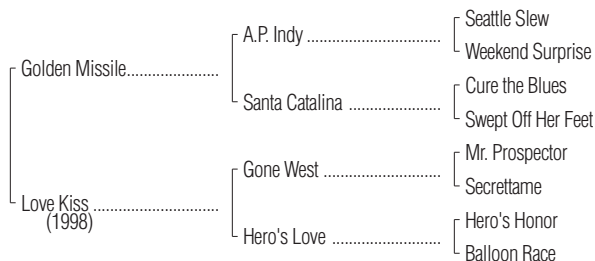 Seattle Slew
A.P. Indy ........................
Weekend Surprise
Golden Missile.....................
Cure the Blues
Santa Catalina .....................
Swept Off Her Feet
Mr. Prospector
Gone West ...........................
Secrettame
Love Kiss .............................
(1998)
Hero's Honor
Hero's Love .........................
Balloon Race